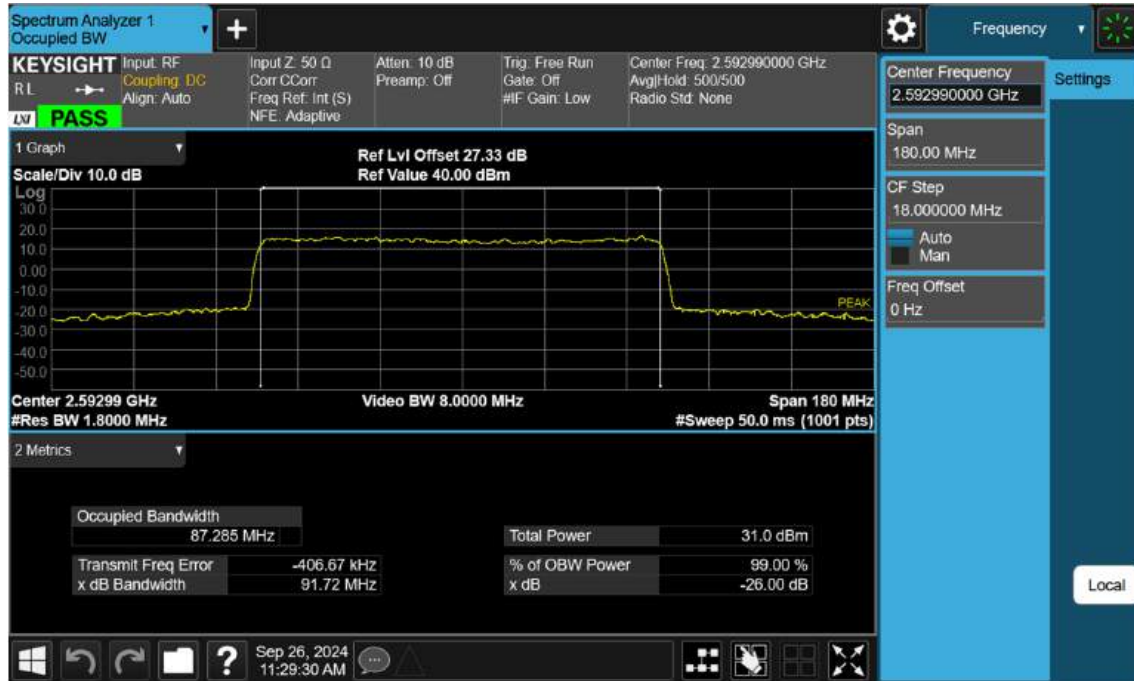 Spectrum Analyzer 1
Occupied BW
+
Frequency
KEYSIGHT
R L
LXI PASS
Input: RF
Coupling: DC
Align: Auto
Input Z: 50 Ω
Corr CCorr
Freq Ref: Int (S)
NFE: Adaptive
Atten: 10 dB
Preamp: Off
Trig: Free Run
Gate: Off
#IF Gain: Low
Center Freq: 2.592990000 GHz
Avg|Hold: 500/500
Radio Std: None
Center Frequency
2.592990000 GHz
Settings
Span
180.00 MHz
CF Step
18.000000 MHz
Auto
Man
Freq Offset
0 Hz
Local
1 Graph
Scale/Div 10.0 dB
Ref Lvl Offset 27.33 dB
Ref Value 40.00 dBm
Log
30.0
20.0
10.0
0.00
-10.0
-20.0
-30.0
-40.0
-50.0
PEAK
Center 2.59299 GHz
#Res BW 1.8000 MHz
Video BW 8.0000 MHz
Span 180 MHz
#Sweep 50.0 ms (1001 pts)
2 Metrics
Occupied Bandwidth
87.285 MHz
Total Power 31.0 dBm
Transmit Freq Error -406.67 kHz
% of OBW Power 99.00 %
x dB Bandwidth 91.72 MHz
x dB -26.00 dB
?
Sep 26, 2024
11:29:30 AM